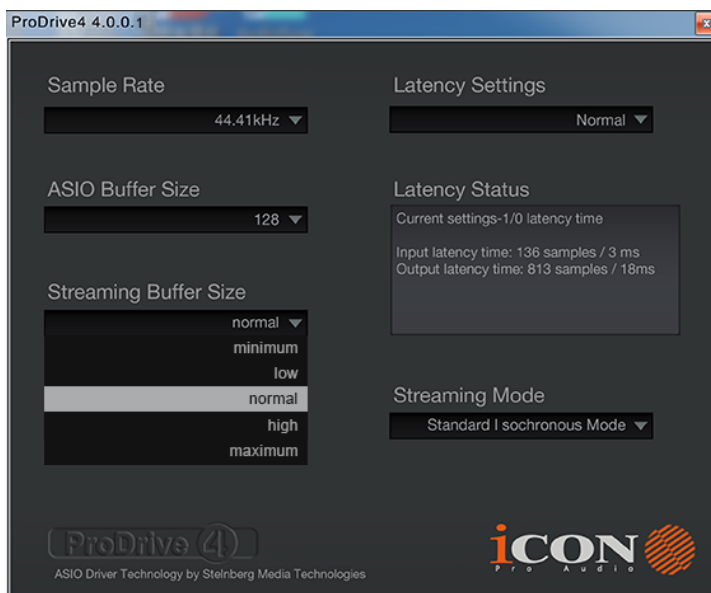 ProDrive4 4.0.0.1
x
Sample Rate
44.41kHz
ASIO Buffer Size
128
Streaming Buffer Size
normal
minimum
low
normal
high
maximum
Latency Settings
Normal
Latency Status
Current settings-1/0 latency time
Input latency time: 136 samples / 3 ms
Output latency time: 813 samples / 18ms
Streaming Mode
Standard I sochronous Mode
ProDrive 4
ASIO Driver Technology by Stelnberg Media Technologies
iCON
Pro Audio